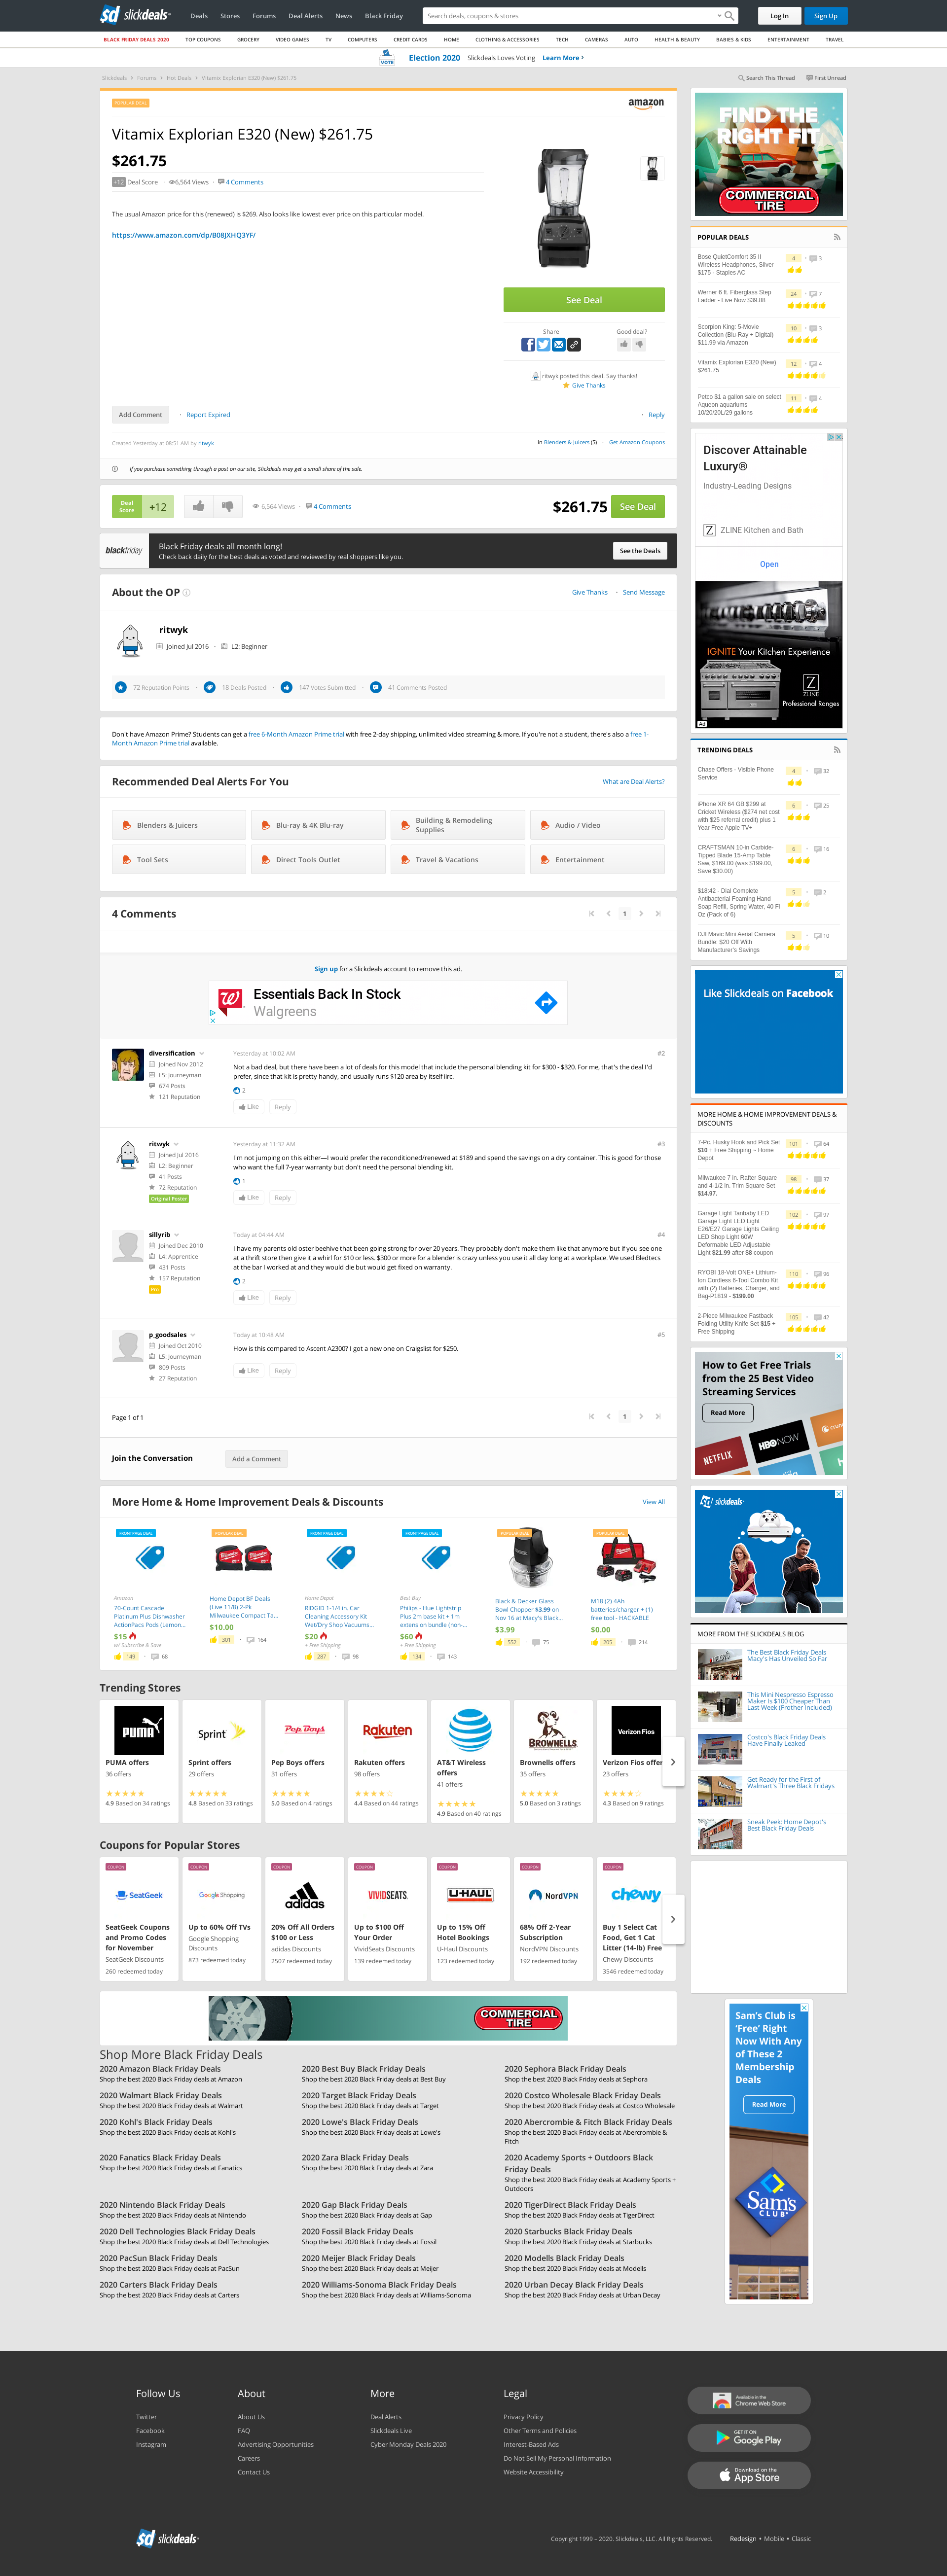 slickdeals
Deals
Stores
Forums
Deal Alerts
News
Black Friday
Search deals, coupons & stores
Log In
Sign Up
BLACK FRIDAY DEALS 2020
TOP COUPONS
GROCERY
VIDEO GAMES
TV
COMPUTERS
CREDIT CARDS
HOME
CLOTHING & ACCESSORIES
TECH
CAMERAS
AUTO
HEALTH & BEAUTY
BABIES & KIDS
ENTERTAINMENT
TRAVEL
VOTE
Election 2020 Slickdeals Loves Voting Learn More
Slickdeals
Forums
Hot Deals
Vitamix Explorian E320 (New) $261.75
Search This Thread
First Unread
POPULAR DEAL
amazon
Vitamix Explorian E320 (New) $261.75
$261.75
+12 Deal Score
6,564 Views
4 Comments
The usual Amazon price for this (renewed) is $269. Also looks like lowest ever price on this particular model.
https://www.amazon.com/dp/B08JXHQ3YF/
See Deal
Share
Good deal?
ritwyk posted this deal. Say thanks!
Give Thanks
Add Comment
Report Expired
Reply
Created Yesterday at 08:51 AM by ritwyk
in Blenders & Juicers (5)
Get Amazon Coupons
If you purchase something through a post on our site, Slickdeals may get a small share of the sale.
Deal Score
+12
6,564 Views
4 Comments
$261.75
See Deal
blackfriday
Black Friday deals all month long!
Check back daily for the best deals as voted and reviewed by real shoppers like you.
See the Deals
About the OP
Give Thanks
Send Message
ritwyk
Joined Jul 2016
L2: Beginner
72 Reputation Points
18 Deals Posted
147 Votes Submitted
41 Comments Posted
Don't have Amazon Prime? Students can get a free 6-Month Amazon Prime trial with free 2-day shipping, unlimited video streaming & more. If you're not a student, there's also a free 1-
Month Amazon Prime trial available.
Recommended Deal Alerts For You
What are Deal Alerts?
Blenders & Juicers
Blu-ray & 4K Blu-ray
Building & Remodeling
Supplies
Audio / Video
Tool Sets
Direct Tools Outlet
Travel & Vacations
Entertainment
4 Comments
1
Sign up for a Slickdeals account to remove this ad.
Essentials Back In Stock
Walgreens
diversification
Joined Nov 2012
L5: Journeyman
674 Posts
121 Reputation
Yesterday at 10:02 AM
#2
Not a bad deal, but there have been a lot of deals for this model that include the personal blending kit for $300 - $320. For me, that's the deal I'd
prefer, since that kit is pretty handy, and usually runs $120 area by itself iirc.
2
Like
Reply
ritwyk
Joined Jul 2016
L2: Beginner
41 Posts
72 Reputation
Original Poster
Yesterday at 11:32 AM
#3
I'm not jumping on this either—I would prefer the reconditioned/renewed at $189 and spend the savings on a dry container. This is good for those
who want the full 7-year warranty but don't need the personal blending kit.
1
Like
Reply
sillyrib
Joined Dec 2010
L4: Apprentice
431 Posts
157 Reputation
Pro
Today at 04:44 AM
#4
I have my parents old oster beehive that been going strong for over 20 years. They probably don't make them like that anymore but if you see one
at a thrift store then give it a whirl for $10 or less. $300 or more for a blender is crazy unless you use it all day long at a workplace. We used Bledtecs
at the bar I worked at and they would die but would get fixed on warranty.
2
Like
Reply
p_goodsales
Joined Oct 2010
L5: Journeyman
809 Posts
27 Reputation
Today at 10:48 AM
#5
How is this compared to Ascent A2300? I got a new one on Craigslist for $250.
Like
Reply
Page 1 of 1
1
Join the Conversation
Add a Comment
More Home & Home Improvement Deals & Discounts
View All
FRONTPAGE DEAL
Amazon
70-Count Cascade
Platinum Plus Dishwasher
ActionPacs Pods (Lemon...
$15
w/ Subscribe & Save
149
68
POPULAR DEAL
Home Depot BF Deals
(Live 11/8) 2-Pk
Milwaukee Compact Ta...
$10.00
301
164
FRONTPAGE DEAL
Home Depot
RIDGID 1-1/4 in. Car
Cleaning Accessory Kit
Wet/Dry Shop Vacuums...
$20
+ Free Shipping
287
98
FRONTPAGE DEAL
Best Buy
Philips - Hue Lightstrip
Plus 2m base kit + 1m
extension bundle (non-...
$60
+ Free Shipping
134
143
POPULAR DEAL
Black & Decker Glass
Bowl Chopper $3.99 on
Nov 16 at Macy's Black...
$3.99
552
75
POPULAR DEAL
M18 (2) 4Ah
batteries/charger + (1)
free tool - HACKABLE
$0.00
205
214
Trending Stores
PUMA
PUMA offers
36 offers
4.9 Based on 34 ratings
Sprint
Sprint offers
29 offers
4.8 Based on 33 ratings
Pep Boys
Pep Boys offers
31 offers
5.0 Based on 4 ratings
Rakuten
Rakuten offers
98 offers
4.4 Based on 44 ratings
AT&T Wireless
offers
41 offers
4.9 Based on 40 ratings
BROWNELLS
Brownells offers
35 offers
5.0 Based on 3 ratings
Verizon Fios
Verizon Fios offer
23 offers
4.3 Based on 9 ratings
Coupons for Popular Stores
COUPON
SeatGeek
SeatGeek Coupons
and Promo Codes
for November
SeatGeek Discounts
260 redeemed today
COUPON
Google Shopping
Up to 60% Off TVs
Google Shopping
Discounts
873 redeemed today
COUPON
adidas
20% Off All Orders
$100 or Less
adidas Discounts
2507 redeemed today
COUPON
VIVIDSEATS
Up to $100 Off
Your Order
VividSeats Discounts
139 redeemed today
COUPON
U-HAUL
Up to 15% Off
Hotel Bookings
U-Haul Discounts
123 redeemed today
COUPON
NordVPN
68% Off 2-Year
Subscription
NordVPN Discounts
192 redeemed today
COUPON
chewy
Buy 1 Select Cat
Food, Get 1 Cat
Litter (14-lb) Free
Chewy Discounts
3546 redeemed today
COMMERCIAL TIRE
Shop More Black Friday Deals
2020 Amazon Black Friday Deals
Shop the best 2020 Black Friday deals at Amazon
2020 Best Buy Black Friday Deals
Shop the best 2020 Black Friday deals at Best Buy
2020 Sephora Black Friday Deals
Shop the best 2020 Black Friday deals at Sephora
2020 Walmart Black Friday Deals
Shop the best 2020 Black Friday deals at Walmart
2020 Target Black Friday Deals
Shop the best 2020 Black Friday deals at Target
2020 Costco Wholesale Black Friday Deals
Shop the best 2020 Black Friday deals at Costco Wholesale
2020 Kohl's Black Friday Deals
Shop the best 2020 Black Friday deals at Kohl's
2020 Lowe's Black Friday Deals
Shop the best 2020 Black Friday deals at Lowe's
2020 Abercrombie & Fitch Black Friday Deals
Shop the best 2020 Black Friday deals at Abercrombie &
Fitch
2020 Fanatics Black Friday Deals
Shop the best 2020 Black Friday deals at Fanatics
2020 Zara Black Friday Deals
Shop the best 2020 Black Friday deals at Zara
2020 Academy Sports + Outdoors Black
Friday Deals
Shop the best 2020 Black Friday deals at Academy Sports +
Outdoors
2020 Nintendo Black Friday Deals
Shop the best 2020 Black Friday deals at Nintendo
2020 Gap Black Friday Deals
Shop the best 2020 Black Friday deals at Gap
2020 TigerDirect Black Friday Deals
Shop the best 2020 Black Friday deals at TigerDirect
2020 Dell Technologies Black Friday Deals
Shop the best 2020 Black Friday deals at Dell Technologies
2020 Fossil Black Friday Deals
Shop the best 2020 Black Friday deals at Fossil
2020 Starbucks Black Friday Deals
Shop the best 2020 Black Friday deals at Starbucks
2020 PacSun Black Friday Deals
Shop the best 2020 Black Friday deals at PacSun
2020 Meijer Black Friday Deals
Shop the best 2020 Black Friday deals at Meijer
2020 Modells Black Friday Deals
Shop the best 2020 Black Friday deals at Modells
2020 Carters Black Friday Deals
Shop the best 2020 Black Friday deals at Carters
2020 Williams-Sonoma Black Friday Deals
Shop the best 2020 Black Friday deals at Williams-Sonoma
2020 Urban Decay Black Friday Deals
Shop the best 2020 Black Friday deals at Urban Decay
FIND THE
RIGHT FIT
COMMERCIAL TIRE
POPULAR DEALS
Bose QuietComfort 35 II
Wireless Headphones, Silver
$175 - Staples AC
4
3
Werner 6 ft. Fiberglass Step
Ladder - Live Now $39.88
24
7
Scorpion King: 5-Movie
Collection (Blu-Ray + Digital)
$11.99 via Amazon
10
3
Vitamix Explorian E320 (New)
$261.75
12
4
Petco $1 a gallon sale on select
Aqueon aquariums
10/20/20L/29 gallons
11
4
Discover Attainable
Luxury®
Industry-Leading Designs
ZLINE Kitchen and Bath
Open
IGNITE Your Kitchen Experience
ZLINE
Professional Ranges
Ad
TRENDING DEALS
Chase Offers - Visible Phone
Service
4
32
iPhone XR 64 GB $299 at
Cricket Wireless ($274 net cost
with $25 referral credit) plus 1
Year Free Apple TV+
6
25
CRAFTSMAN 10-in Carbide-
Tipped Blade 15-Amp Table
Saw, $169.00 (was $199.00,
Save $30.00)
6
16
$18:42 - Dial Complete
Antibacterial Foaming Hand
Soap Refill, Spring Water, 40 Fl
Oz (Pack of 6)
5
2
DJI Mavic Mini Aerial Camera
Bundle: $20 Off With
Manufacturer's Savings
5
10
Like Slickdeals on Facebook
MORE HOME & HOME IMPROVEMENT DEALS &
DISCOUNTS
7-Pc. Husky Hook and Pick Set
$10 + Free Shipping ~ Home
Depot
101
64
Milwaukee 7 in. Rafter Square
and 4-1/2 in. Trim Square Set
$14.97.
98
37
Garage Light Tanbaby LED
Garage Light LED Light
E26/E27 Garage Lights Ceiling
LED Shop Light 60W
Deformable LED Adjustable
Light $21.99 after $8 coupon
102
97
RYOBI 18-Volt ONE+ Lithium-
Ion Cordless 6-Tool Combo Kit
with (2) Batteries, Charger, and
Bag-P1819 - $199.00
110
96
2-Piece Milwaukee Fastback
Folding Utility Knife Set $15 +
Free Shipping
105
42
How to Get Free Trials
from the 25 Best Video
Streaming Services
Read More
NETFLIX
HBO NOW
slickdeals
MORE FROM THE SLICKDEALS BLOG
The Best Black Friday Deals
Macy's Has Unveiled So Far
This Mini Nespresso Espresso
Maker Is $100 Cheaper Than
Last Week (Frother Included)
Costco's Black Friday Deals
Have Finally Leaked
Get Ready for the First of
Walmart's Three Black Fridays
Sneak Peek: Home Depot's
Best Black Friday Deals
Sam's Club is
'Free' Right
Now With Any
of These 2
Membership
Deals
Read More
Sam's
CLUB
Follow Us
Twitter
Facebook
Instagram
About
About Us
FAQ
Advertising Opportunities
Careers
Contact Us
More
Deal Alerts
Slickdeals Live
Cyber Monday Deals 2020
Legal
Privacy Policy
Other Terms and Policies
Interest-Based Ads
Do Not Sell My Personal Information
Website Accessibility
Available in the
Chrome Web Store
GET IT ON
Google Play
Download on the
App Store
slickdeals
Copyright 1999 – 2020. Slickdeals, LLC. All Rights Reserved.
Redesign • Mobile • Classic